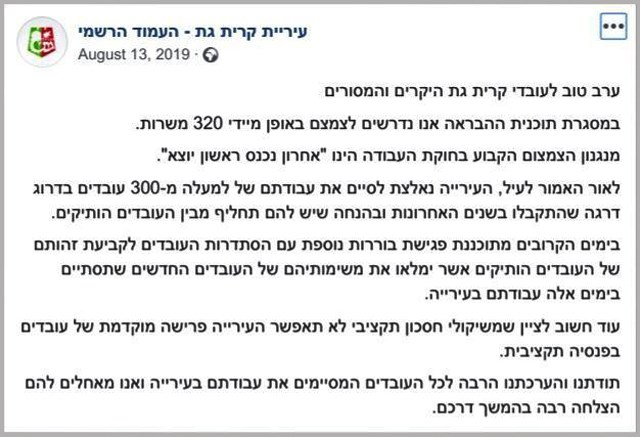 עיריית קרית גת - העמוד הרשמי
August 13, 2019 ·
ערב טוב לעובדי קרית גת היקרים והמסורים
במסגרת תוכנית ההבראה אנו נדרשים לצמצם באופן מיידי 320 משרות.
מנגנון הצמצום הקבוע בחוקת העבודה הינו "אחרון נכנס ראשון יוצא".
לאור האמור לעיל, העירייה נאלצת לסיים את עבודתם של למעלה מ-300 עובדים בדרוג
דרגה שהתקבלו בשנים האחרונות ובהנחה שיש להם תחליף מבין העובדים הותיקים.
בימים הקרובים מתוכננת פגישת בוררות נוספת עם הסתדרות העובדים לקביעת זהותם
של העובדים הותיקים אשר ימלאו את משימותיהם של העובדים החדשים שתסתיים
בימים אלה עבודתם בעירייה.
עוד חשוב לציין שמשיקולי חסכון תקציבי לא תאפשר העירייה פרישה מוקדמת של עובדים
בפנסיה תקציבית.
תודתנו והערכתנו הרבה לכל העובדים המסיימים את עבודתם בעירייה ואנו מאחלים להם
הצלחה רבה בהמשך דרכם.